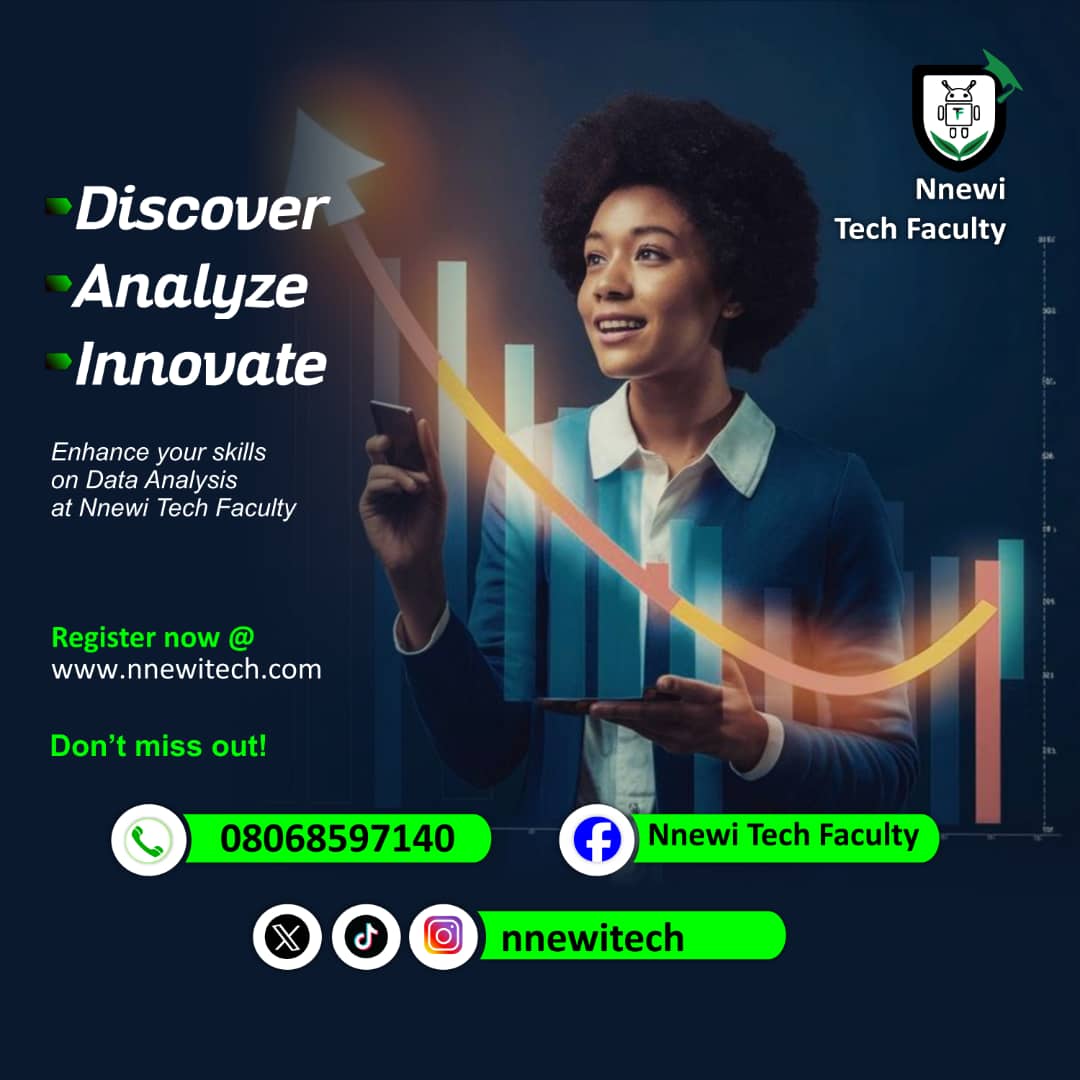 Nnewi
Tech Faculty
Discover
Analyze
Innovate
Enhance your skills
on Data Analysis
at Nnewi Tech Faculty
Register now @
www.nnewitech.com
Don't miss out!
08068597140
Nnewi Tech Faculty
nnewitech